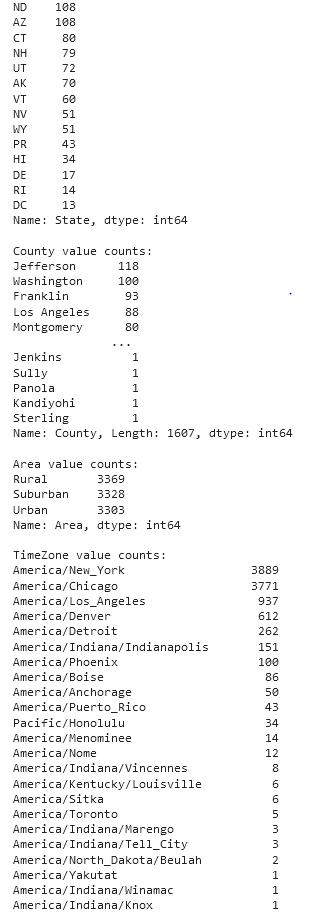 ND 108
AZ 108
CT 80
NH 79
UT 72
AK 70
VT 60
NV 51
WY 51
PR 43
HI 34
DE 17
RI 14
DC 13
Name: State, dtype: int64
County value counts:
Jefferson 118
Washington 100
Franklin 93
Los Angeles 88
Montgomery 80
...
Jenkins 1
Sully 1
Panola 1
Kandiyohi 1
Sterling 1
Name: County, Length: 1607, dtype: int64
Area value counts:
Rural 3369
Suburban 3328
Urban 3303
Name: Area, dtype: int64
TimeZone value counts:
America/New_York 3889
America/Chicago 3771
America/Los_Angeles 937
America/Denver 612
America/Detroit 262
America/Indiana/Indianapolis 151
America/Phoenix 100
America/Boise 86
America/Anchorage 50
America/Puerto_Rico 43
Pacific/Honolulu 34
America/Menominee 14
America/Nome 12
America/Indiana/Vincennes 8
America/Kentucky/Louisville 6
America/Sitka 6
America/Toronto 5
America/Indiana/Marengo 3
America/Indiana/Tell_City 3
America/North_Dakota/Beulah 2
America/Yakutat 1
America/Indiana/Winamac 1
America/Indiana/Knox 1